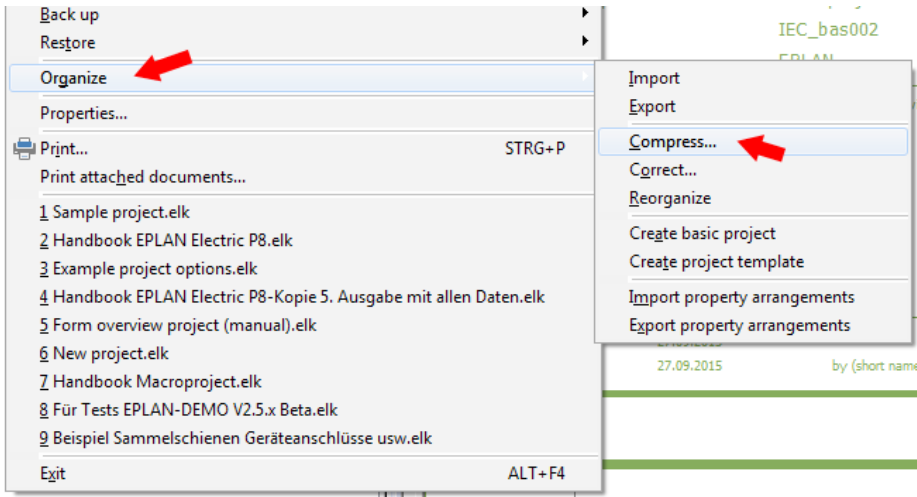 Back up
Restore
Organize
Properties...
Print... STRG+P
Print attached documents...
1 Sample project.elk
2 Handbook EPLAN Electric P8.elk
3 Example project options.elk
4 Handbook EPLAN Electric P8-Kopie 5. Ausgabe mit allen Daten.elk
5 Form overview project (manual).elk
6 New project.elk
7 Handbook Macroproject.elk
8 Für Tests EPLAN-DEMO V2.5.x Beta.elk
9 Beispiel Sammelschienen Geräteanschlüsse usw.elk
Exit ALT+F4
IEC_bas002
EPLAN
Import
Export
Compress...
Correct...
Reorganize
Create basic project
Create project template
Import property arrangements
Export property arrangements
27.09.2015
27.09.2015 by (short name